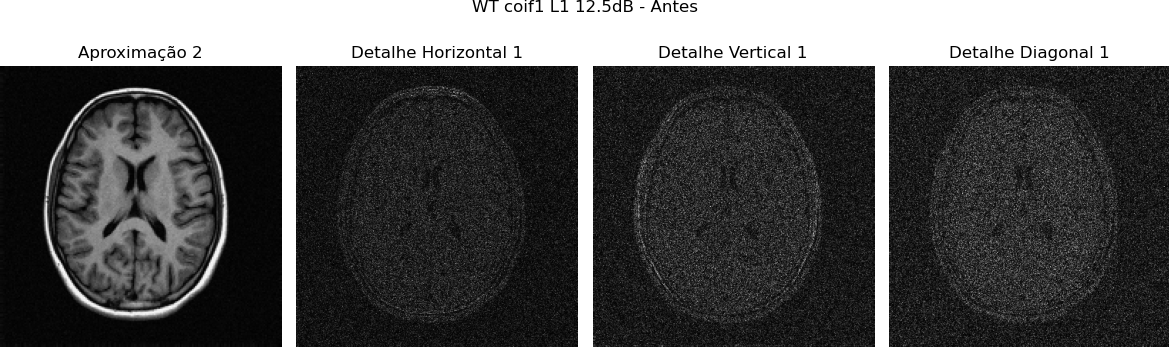 WT coif1 L1 12.5dB - Antes
Aproximação 2
Detalhe Horizontal 1
Detalhe Vertical 1
Detalhe Diagonal 1